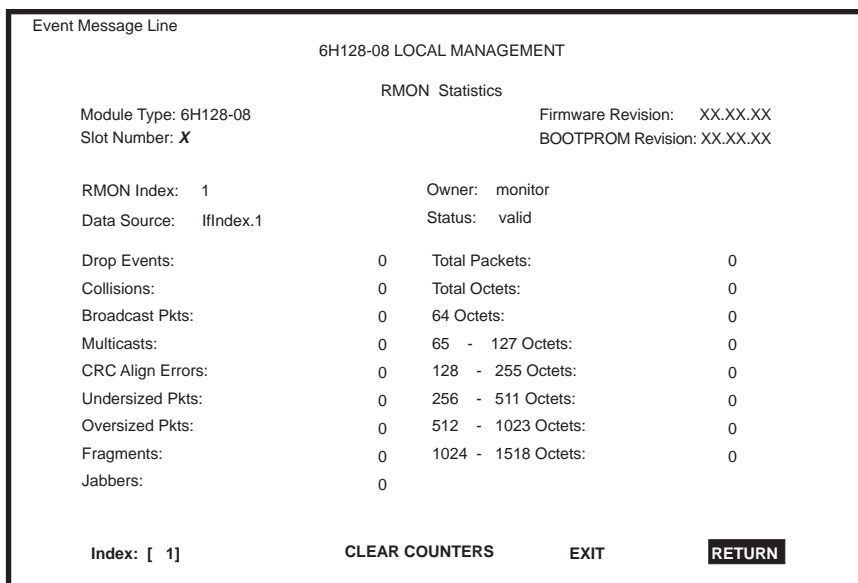 Event Message Line
6H128-08 LOCAL MANAGEMENT
RMON Statistics
Module Type: 6H128-08 Firmware Revision: XX.XX.XX
Slot Number: X BOOTPROM Revision: XX.XX.XX
RMON Index: 1 Owner: monitor
Data Source: IfIndex.1 Status: valid
Drop Events: 0 Total Packets: 0
Collisions: 0 Total Octets: 0
Broadcast Pkts: 0 64 Octets: 0
Multicasts: 0 65 - 127 Octets: 0
CRC Align Errors: 0 128 - 255 Octets: 0
Undersized Pkts: 0 256 - 511 Octets: 0
Oversized Pkts: 0 512 - 1023 Octets: 0
Fragments: 0 1024 - 1518 Octets: 0
Jabbers: 0
Index: [ 1] CLEAR COUNTERS EXIT RETURN